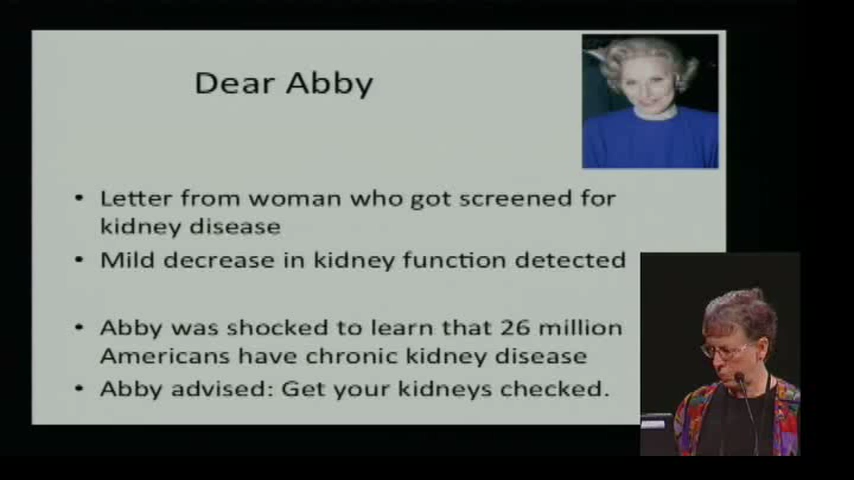 Dear Abby
• Letter from woman who got screened for
kidney disease
• Mild decrease in kidney function detected
• Abby was shocked to learn that 26 million
Americans have chronic kidney disease
• Abby advised: Get your kidneys checked.